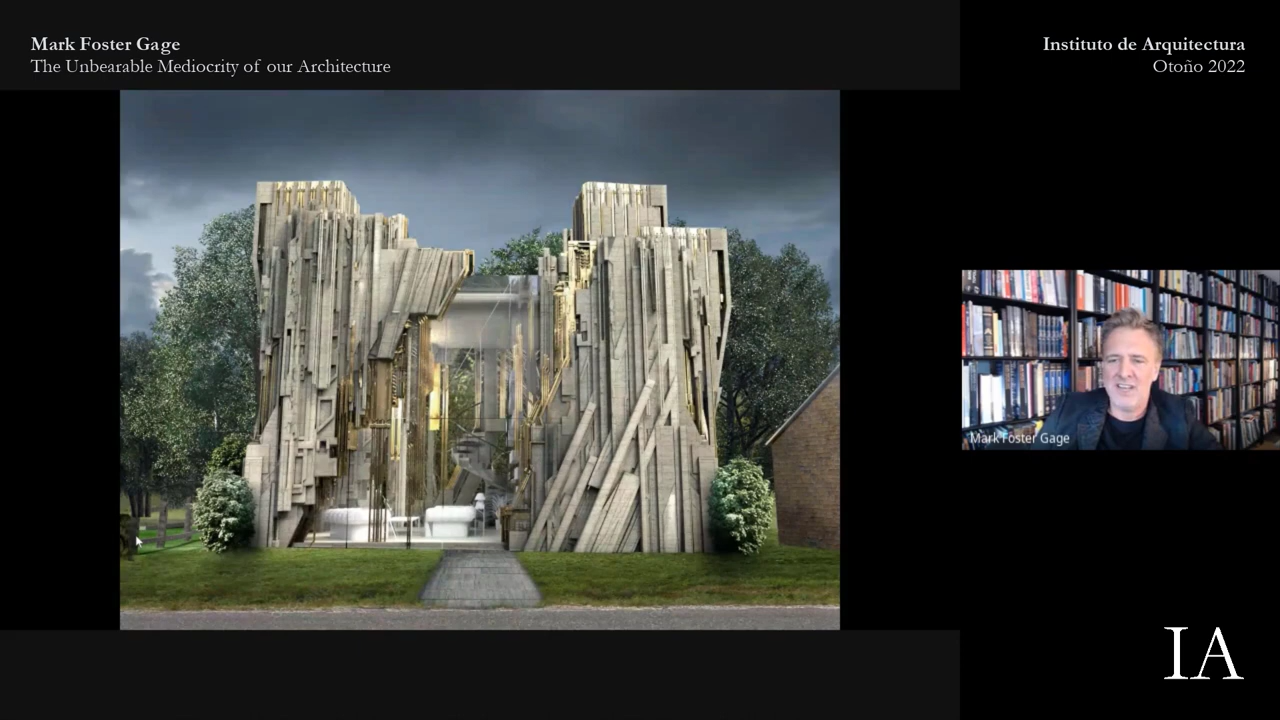 Mark Foster Gage
The Unbearable Mediocrity of our Architecture
Instituto de Arquitectura
Otoño 2022
Mark Foster Gage
IA